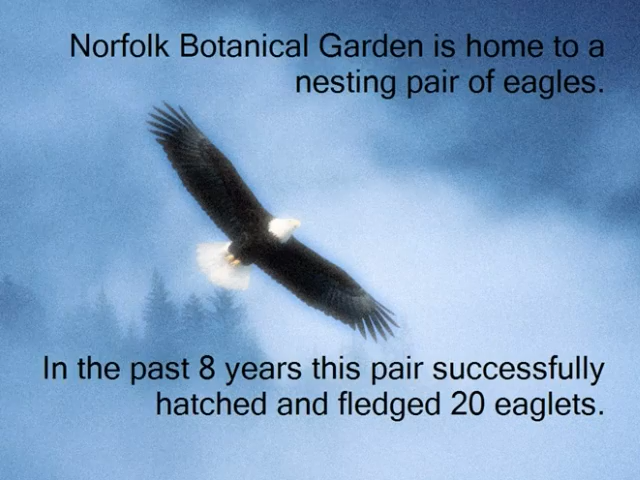 Norfolk Botanical Garden is home to a
nesting pair of eagles.
In the past 8 years this pair successfully
hatched and fledged 20 eaglets.